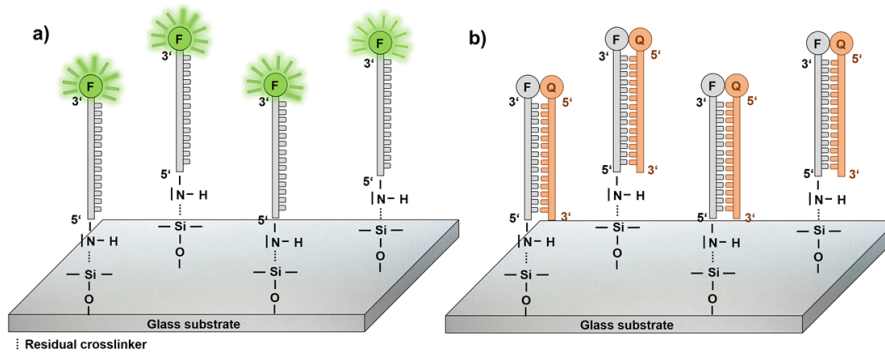 a)
F
F
F
F
3‘
3‘
3‘
3‘
5‘
5‘
5‘
5‘
N – H
N – H
N – H
N – H
Si
Si
Si
Si
O
O
O
O
Glass substrate
Residual crosslinker
b)
F Q
F Q
F Q
F Q
3‘ 5‘
3‘ 5‘
3‘ 5‘
3‘ 5‘
5‘ 3‘
5‘ 3‘
5‘ 3‘
5‘ 3‘
N – H
N – H
N – H
N – H
Si
Si
Si
Si
O
O
O
O
Glass substrate